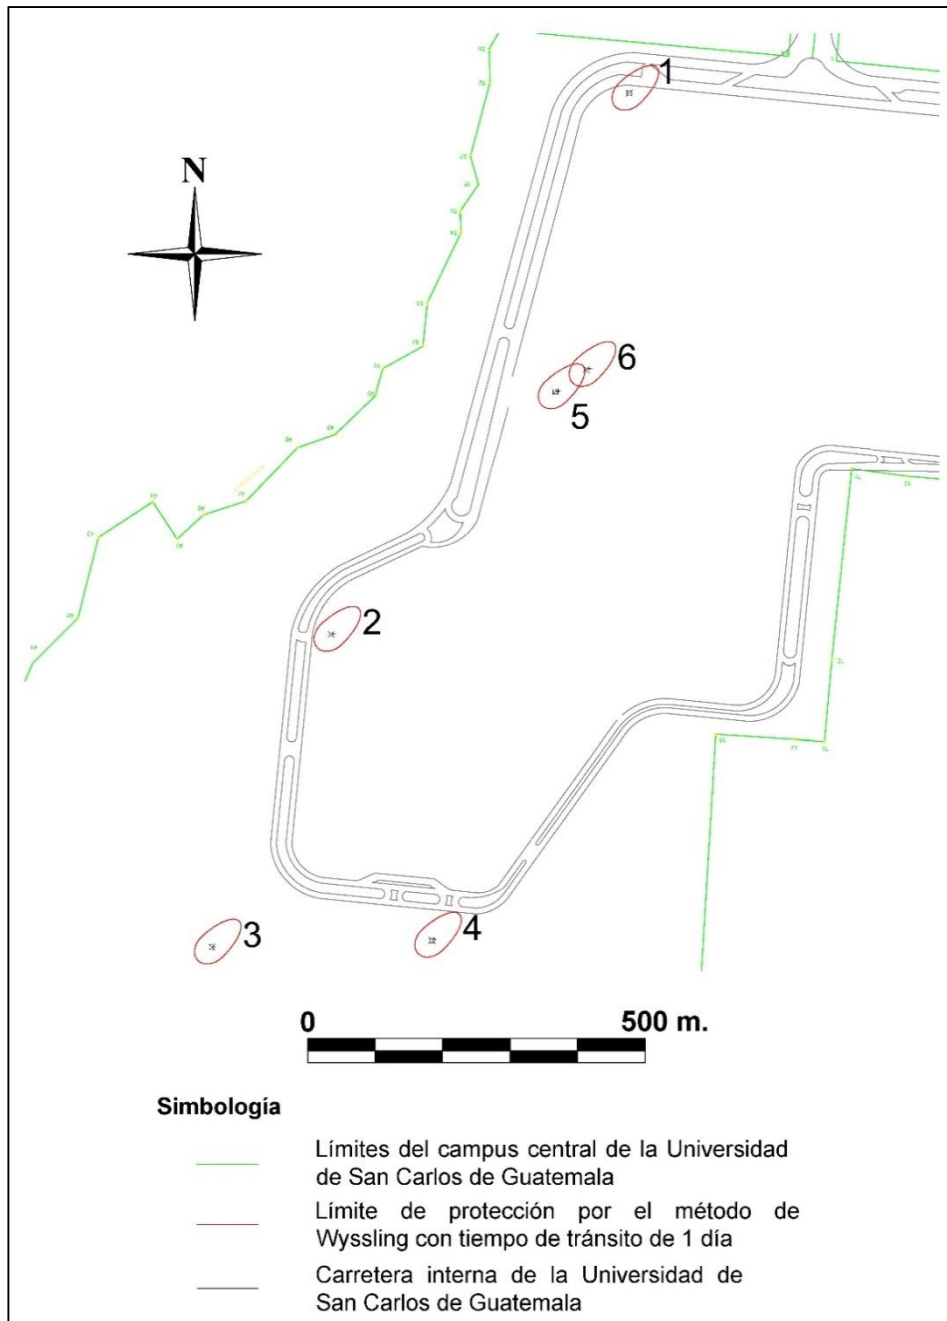 1
N
6
5
2
3
4
0
500 m.
Simbología
Límites del campus central de la Universidad
de San Carlos de Guatemala
Límite de protección por el método de
Wyssling con tiempo de tránsito de 1 día
Carretera interna de la Universidad de
San Carlos de Guatemala